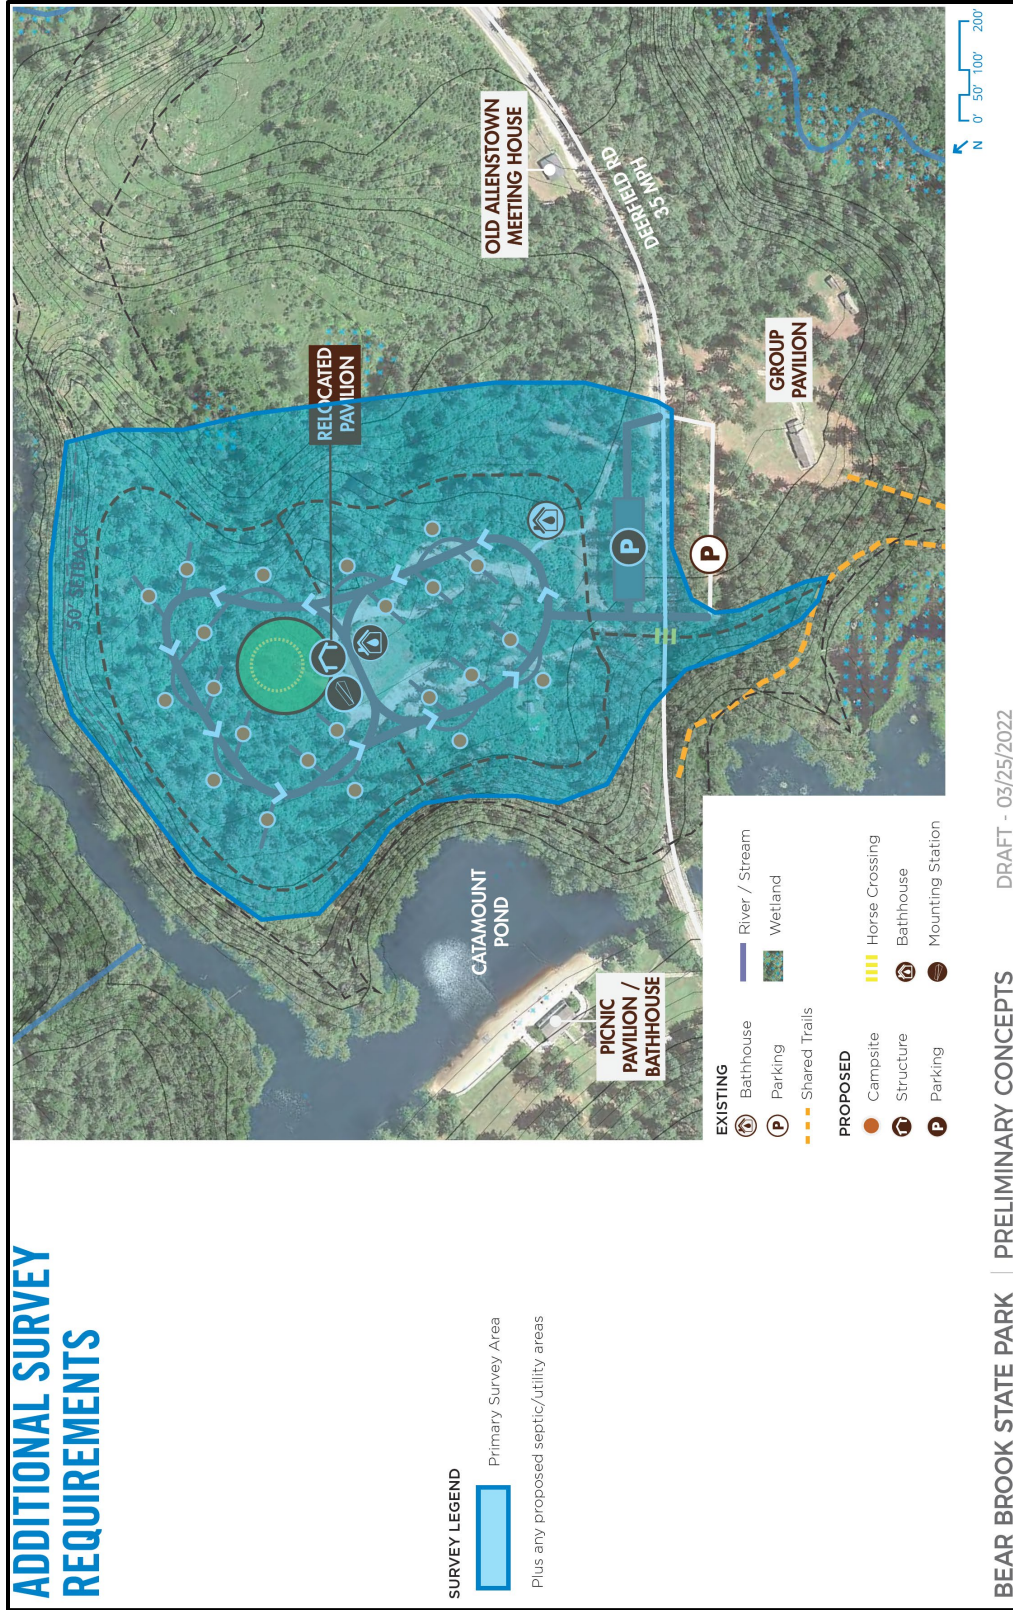 ADDITIONAL SURVEY
REQUIREMENTS
SURVEY LEGEND
Primary Survey Area
Plus any proposed septic/utility areas
50' SETBACK
RELOCATED
PAVILION
OLD ALLENSTOWN
MEETING HOUSE
DEERFIELD RD
35 MPH
P
P
GROUP
PAVILION
CATAMOUNT
POND
PICNIC
PAVILION /
BATHHOUSE
EXISTING
Bathhouse
P Parking
Shared Trails
River / Stream
Wetland
PROPOSED
Campsite
Structure
P Parking
Horse Crossing
Bathhouse
Mounting Station
N 0' 50' 100' 200'
BEAR BROOK STATE PARK | PRELIMINARY CONCEPTS
DRAFT - 03/25/2022